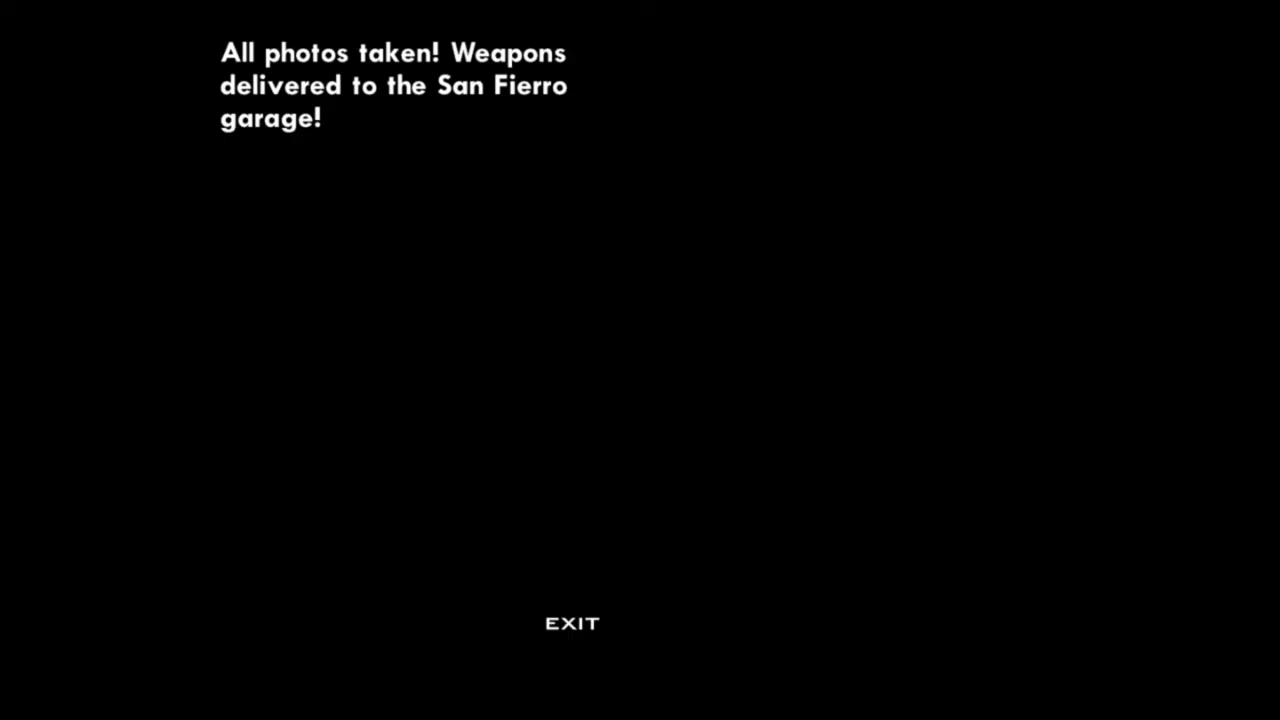 All photos taken! Weapons
delivered to the San Fierro
garage!
EXIT